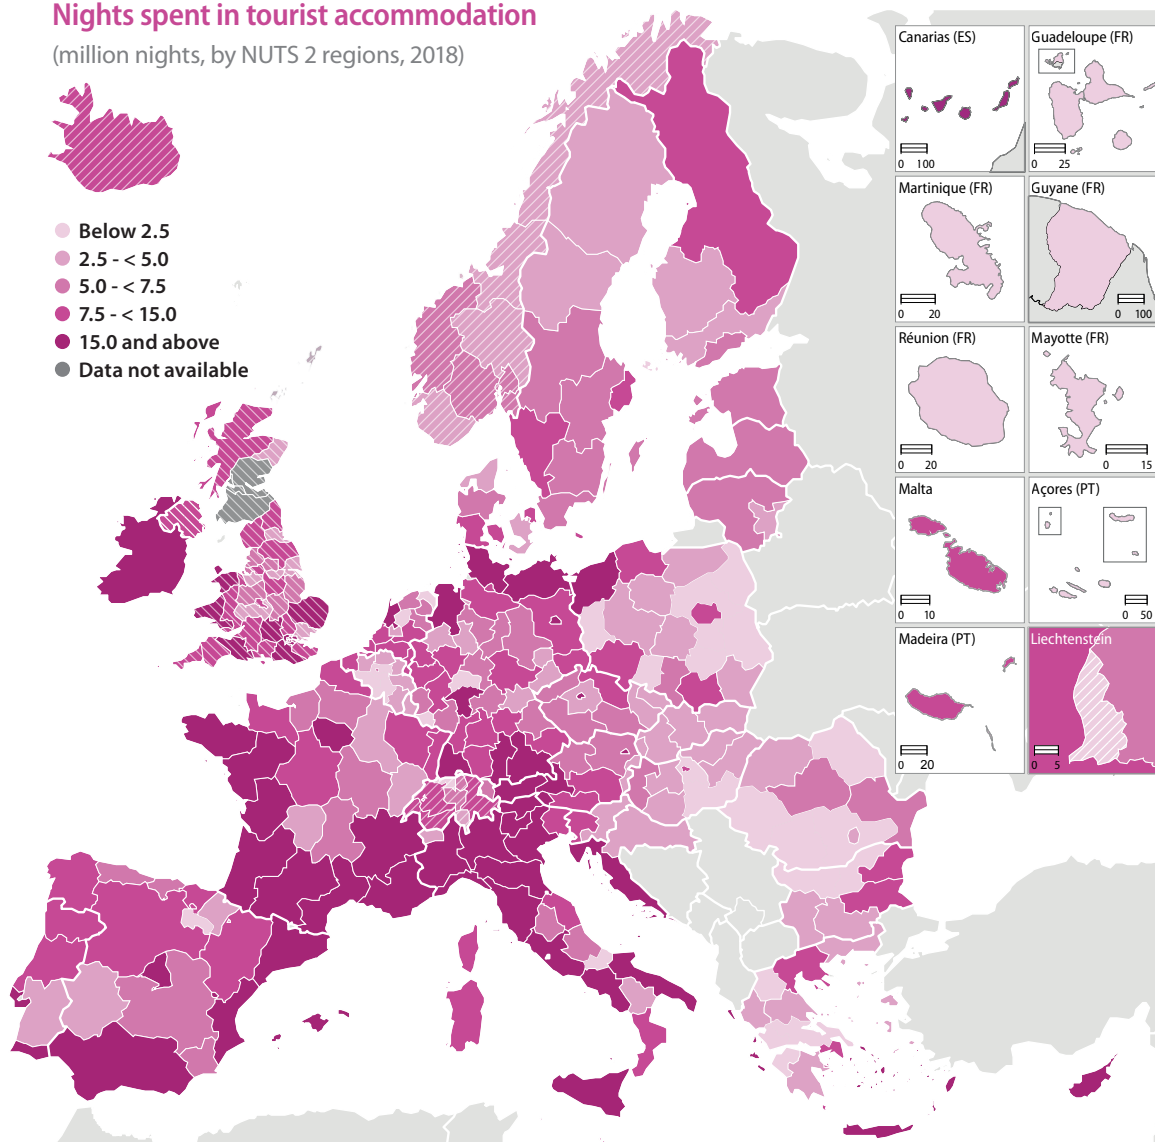 Nights spent in tourist accommodation
(million nights, by NUTS 2 regions, 2018)
Below 2.5
2.5 - < 5.0
5.0 - < 7.5
7.5 - < 15.0
15.0 and above
Data not available
Canarias (ES)
0 100
Guadeloupe (FR)
0 25
Martinique (FR)
0 20
Guyane (FR)
0 100
Réunion (FR)
0 20
Mayotte (FR)
0 15
Malta
0 10
Açores (PT)
0 50
Madeira (PT)
0 20
Liechtenstein
0 5